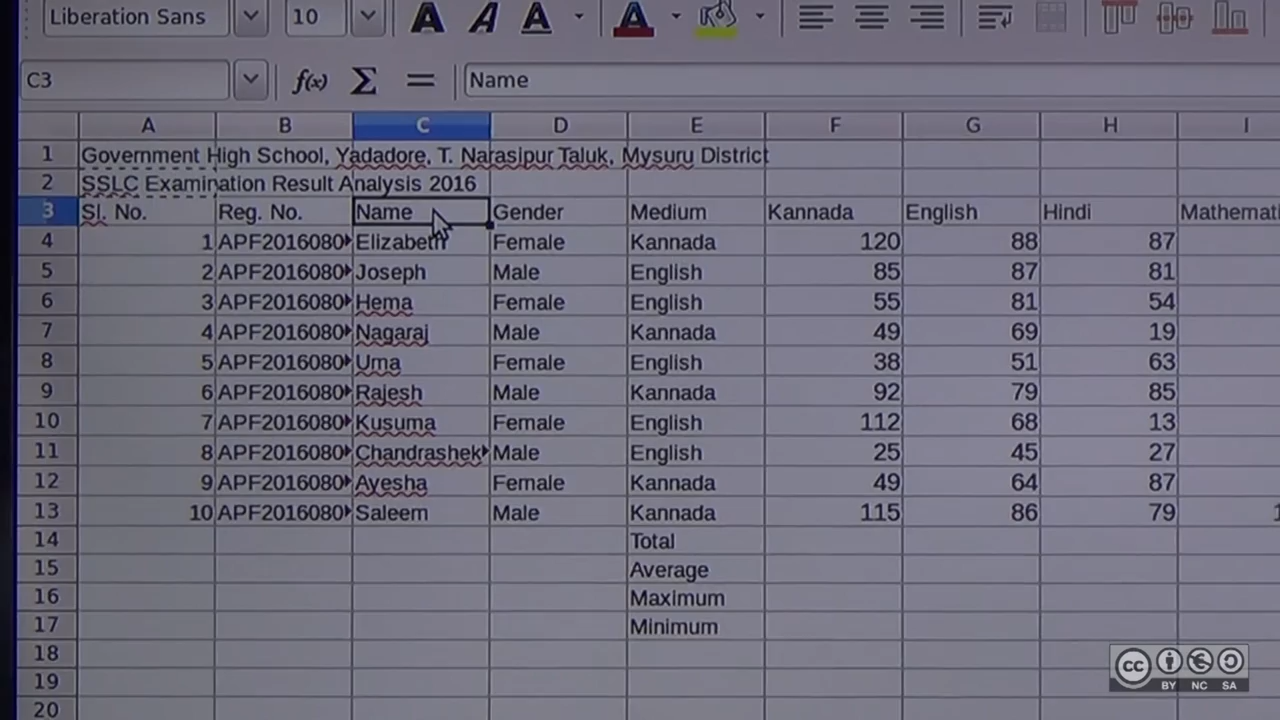 Liberation Sans 10
C3 f(x) Σ = Name
A B C D E F G H I
1 Government High School, Yadadore, T. Narasipur Taluk, Mysuru District
2 SSLC Examination Result Analysis 2016
3 Sl. No. Reg. No. Name Gender Medium Kannada English Hindi Mathemati
4 1 APF2016080 Elizabeth Female Kannada 120 88 87
5 2 APF2016080 Joseph Male English 85 87 81
6 3 APF2016080 Hema Female English 55 81 54
7 4 APF2016080 Nagaraj Male Kannada 49 69 19
8 5 APF2016080 Uma Female English 38 51 63
9 6 APF2016080 Rajesh Male Kannada 92 79 85
10 7 APF2016080 Kusuma Female English 112 68 13
11 8 APF2016080 Chandrashek Male English 25 45 27
12 9 APF2016080 Ayesha Female Kannada 49 64 87
13 10 APF2016080 Saleem Male Kannada 115 86 79 1
14 Total
15 Average
16 Maximum
17 Minimum
18
19
20
cc BY NC SA